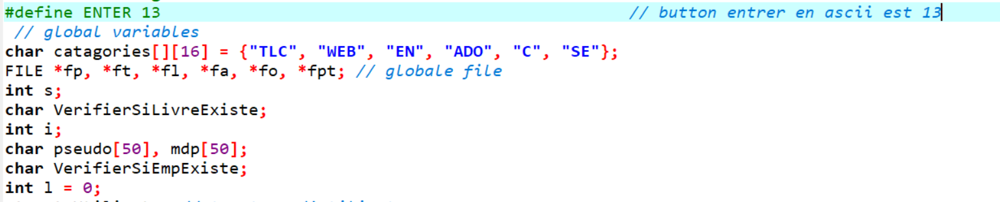 #define ENTER 13 // button entrer en ascii est 13
// global variables
char catagories[][16] = {"TLC", "WEB", "EN", "ADO", "C", "SE"};
FILE *fp, *ft, *fl, *fa, *fo, *fpt; // globale file
int s;
char VerifierSiLivreExiste;
int i;
char pseudo[50], mdp[50];
char VerifierSiEmpExiste;
int l = 0;